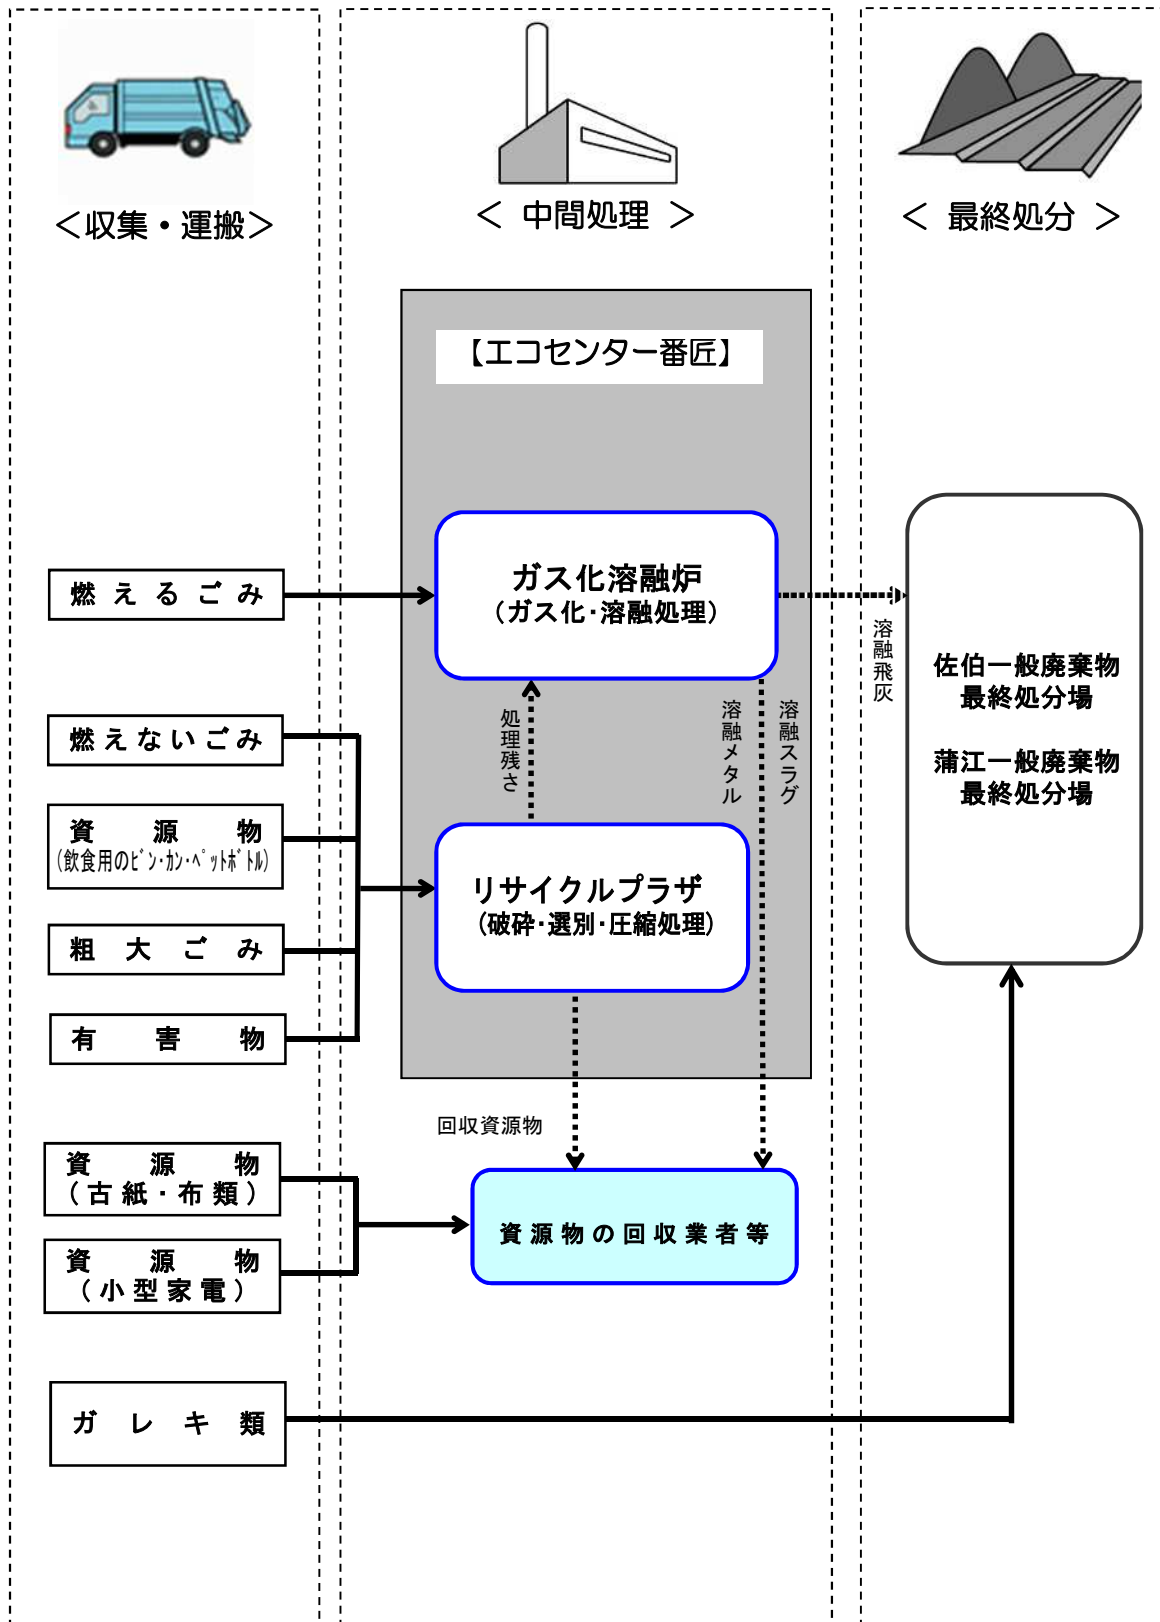 ＜収集・運搬＞
＜ 中間処理 ＞
＜ 最終処分 ＞
【エコセンター番匠】
燃えるごみ
ガス化溶融炉
（ガス化・溶融処理）
溶融飛灰
佐伯一般廃棄物
最終処分場
蒲江一般廃棄物
最終処分場
燃えないごみ
処理残さ
溶融メタル
溶融スラグ
資源物
（飲食用のﾋﾞﾝ・ｶﾝ・ﾍﾟｯﾄﾎﾞﾄﾙ）
リサイクルプラザ
（破砕・選別・圧縮処理）
粗大ごみ
有害物
回収資源物
資源物
（古紙・布類）
資源物の回収業者等
資源物
（小型家電）
ガレキ類